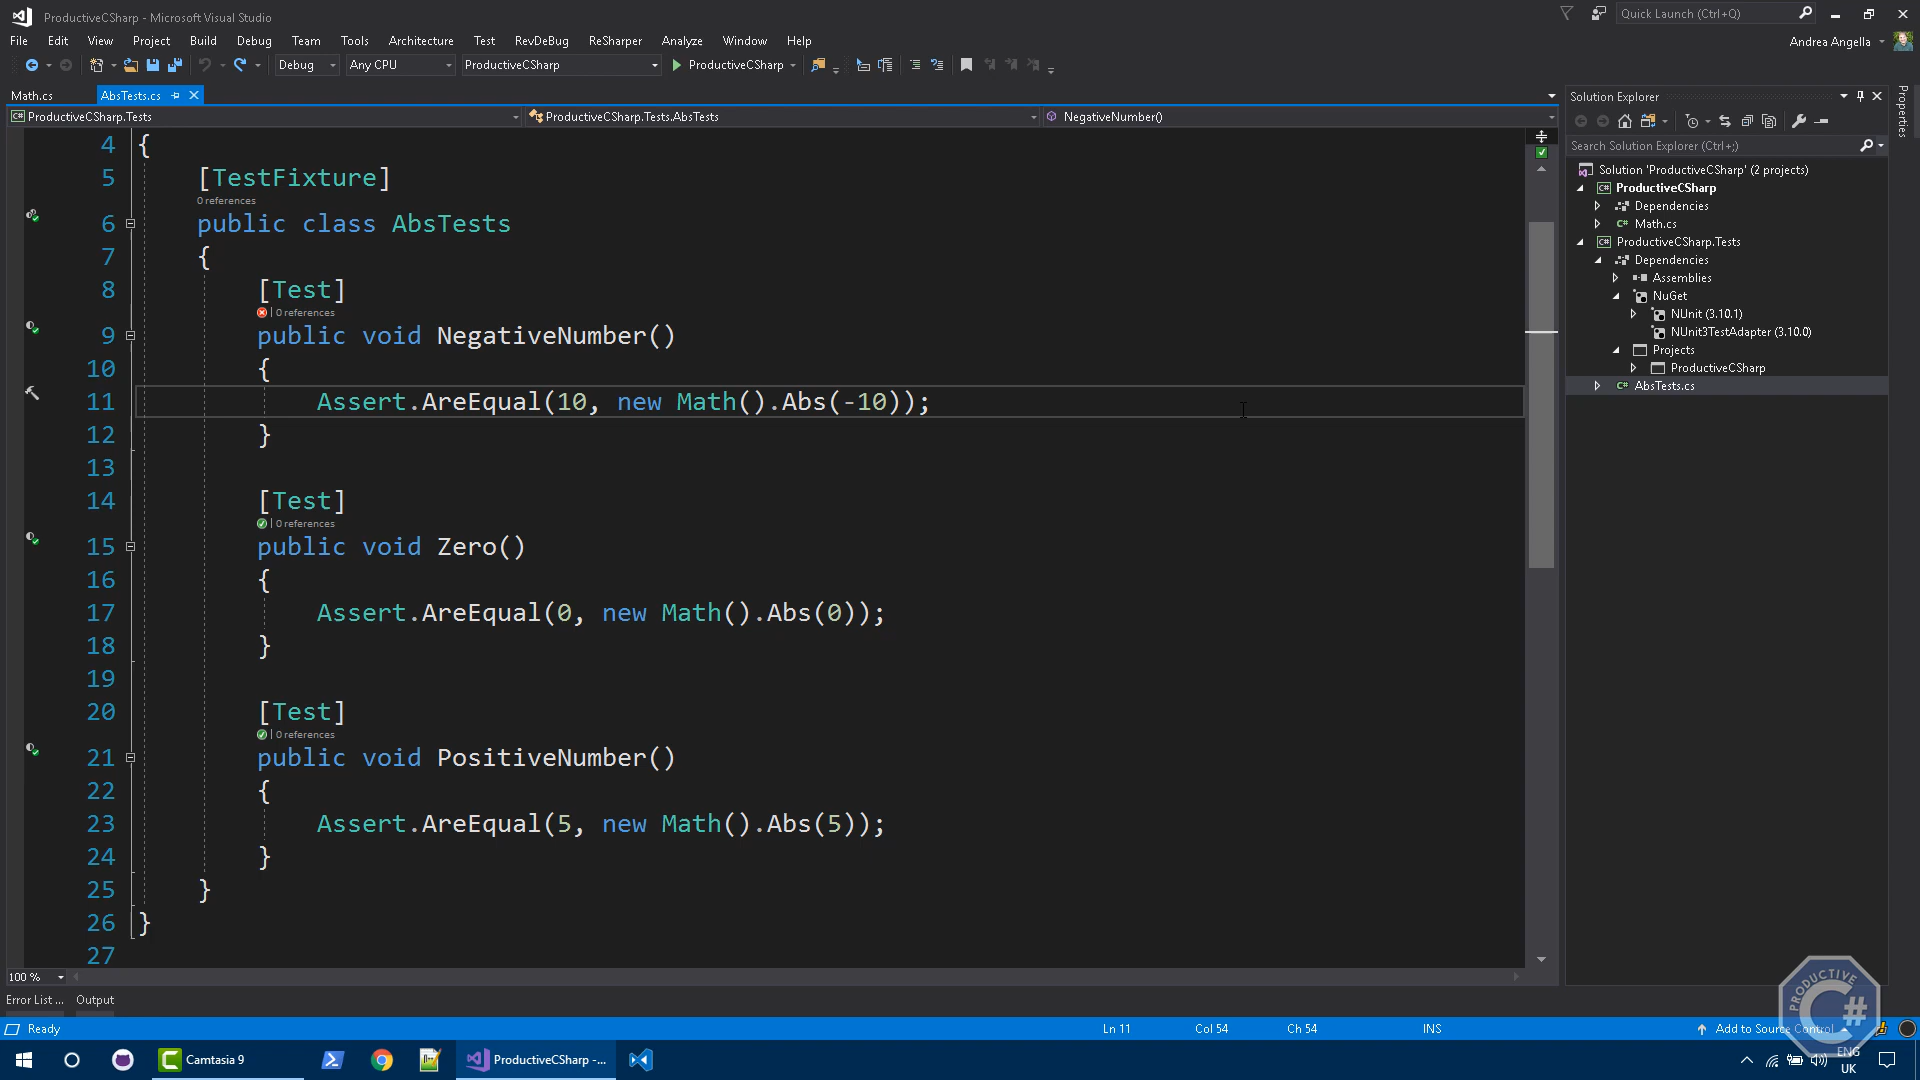 ProductiveCSharp - Microsoft Visual Studio
Quick Launch (Ctrl+Q)
File Edit View Project Build Debug Team Tools Architecture Test RevDeBug ReSharper Analyze Window Help
Andrea Angella
Debug Any CPU ProductiveCSharp ProductiveCSharp
Math.cs AbsTests.cs
ProductiveCSharp.Tests ProductiveCSharp.Tests.AbsTests NegativeNumber()
4 {
5 [TestFixture]
0 references
6 public class AbsTests
7 {
8 [Test]
| 0 references
9 public void NegativeNumber()
10 {
11 Assert.AreEqual(10, new Math().Abs(-10));
12 }
13
14 [Test]
| 0 references
15 public void Zero()
16 {
17 Assert.AreEqual(0, new Math().Abs(0));
18 }
19
20 [Test]
| 0 references
21 public void PositiveNumber()
22 {
23 Assert.AreEqual(5, new Math().Abs(5));
24 }
25 }
26 }
27
100 %
Solution Explorer
Properties
Search Solution Explorer (Ctrl+;)
Solution 'ProductiveCSharp' (2 projects)
C# ProductiveCSharp
Dependencies
C# Math.cs
C# ProductiveCSharp.Tests
Dependencies
Assemblies
NuGet
NUnit (3.10.1)
NUnit3TestAdapter (3.10.0)
Projects
ProductiveCSharp
C# AbsTests.cs
Error List ... Output
PRODUCTIVE
C#
Ready Ln 11 Col 54 Ch 54 INS Add to Source Control
Camtasia 9 ProductiveCSharp -...
ENG
UK